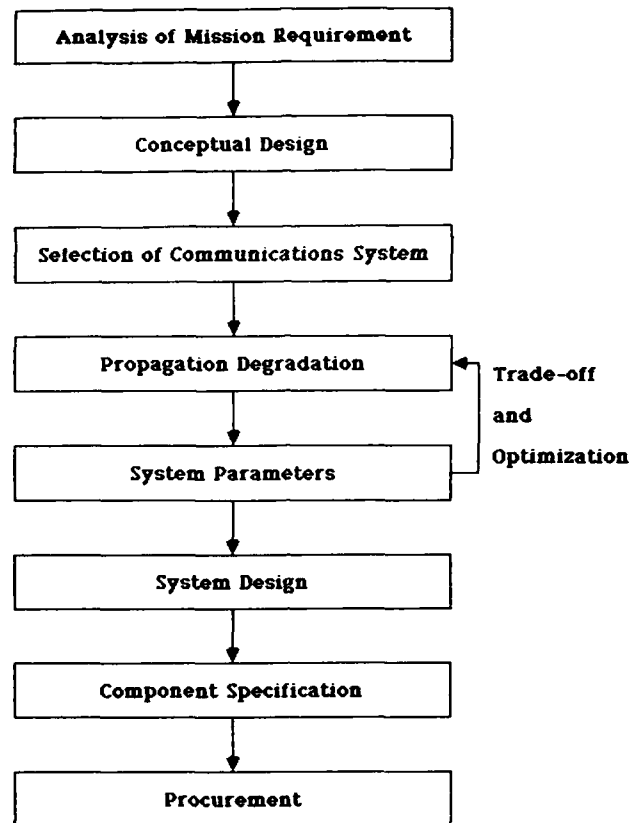 Analysis of Mission Requirement
Conceptual Design
Selection of Communications System
Propagation Degradation
Trade-off
and
Optimization
System Parameters
System Design
Component Specification
Procurement